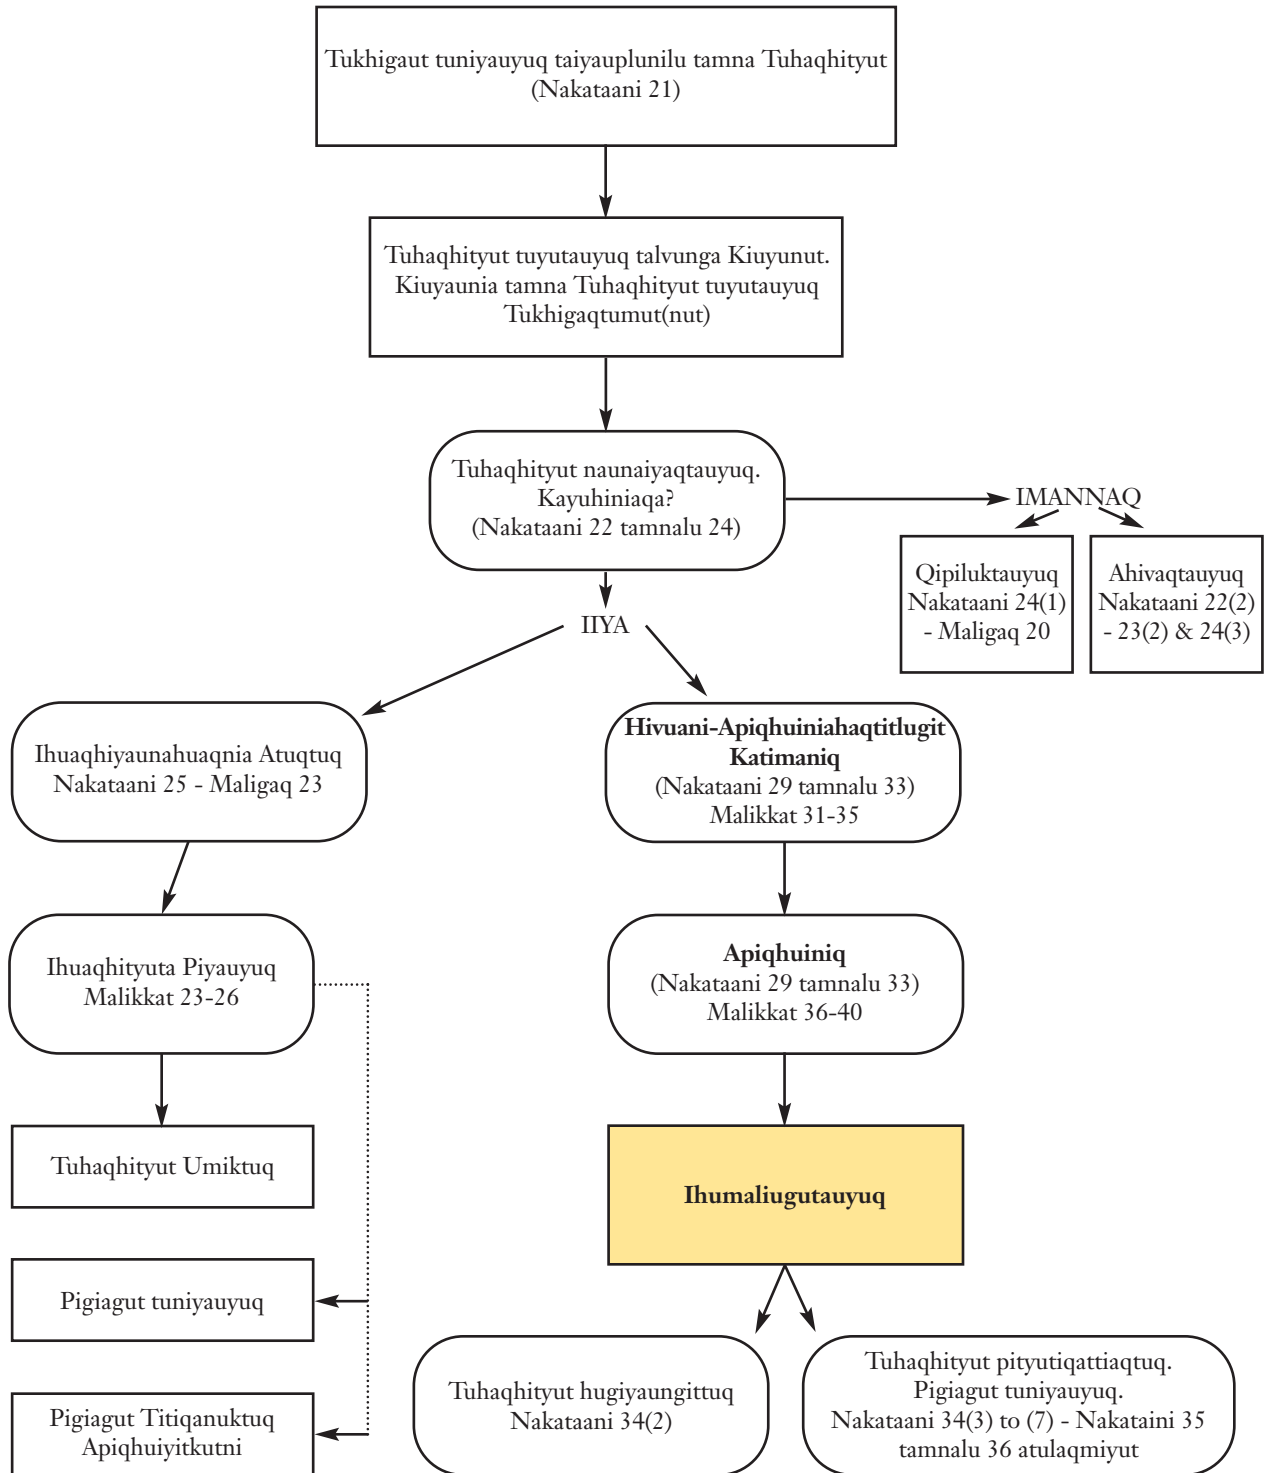 Tukhigaut tuniyauyuq taiyauplunilu tamna Tuhaqhityut
(Nakataani 21)
Tuhaqhityut tuyutauyuq talvunga Kiuyunut.
Kiuyaunia tamna Tuhaqhityut tuyutauyuq
Tukhigaqtumut(nut)
Tuhaqhityut naunaiyaqtauyuq.
Kayuhiniaqa?
(Nakataani 22 tamnalu 24)
IMANNAQ
Qipiluktauyuq
Nakataani 24(1)
- Maligaq 20
Ahivaqtauyuq
Nakataani 22(2)
- 23(2) & 24(3)
IIYA
Ihuaqhiyaunahuaqnia Atuqtuq
Nakataani 25 - Maligaq 23
Hivuani-Apiqhuiniahaqtitlugit
Katimaniq
(Nakataani 29 tamnalu 33)
Malikkat 31-35
Ihuaqhityuta Piyauyuq
Malikkat 23-26
Apiqhuiniq
(Nakataani 29 tamnalu 33)
Malikkat 36-40
Tuhaqhityut Umiktuq
Ihumaliugutauyuq
Pigiagut tuniyauyuq
Pigiagut Titiqanuktuq
Apiqhuiyitkutni
Tuhaqhityut hugiyaungittuq
Nakataani 34(2)
Tuhaqhityut pityutiqattiaqtuq.
Pigiagut tuniyauyuq.
Nakataani 34(3) to (7) - Nakataini 35
tamnalu 36 atulaqmiyut